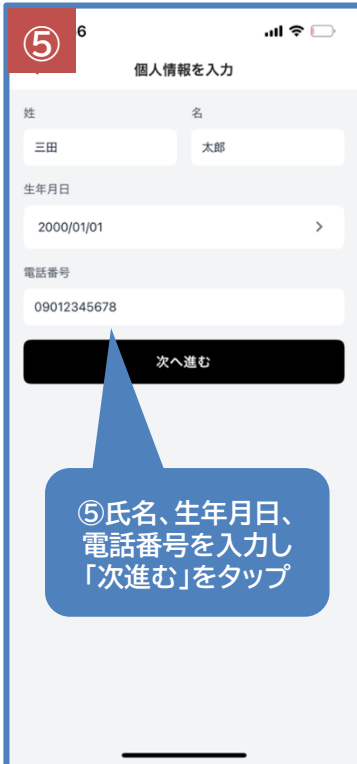 ⑤
6
個人情報を入力
姓 名
三田 太郎
生年月日
2000/01/01
電話番号
09012345678
次へ進む
⑤氏名、生年月日、
電話番号を入力し
「次進む」をタップ